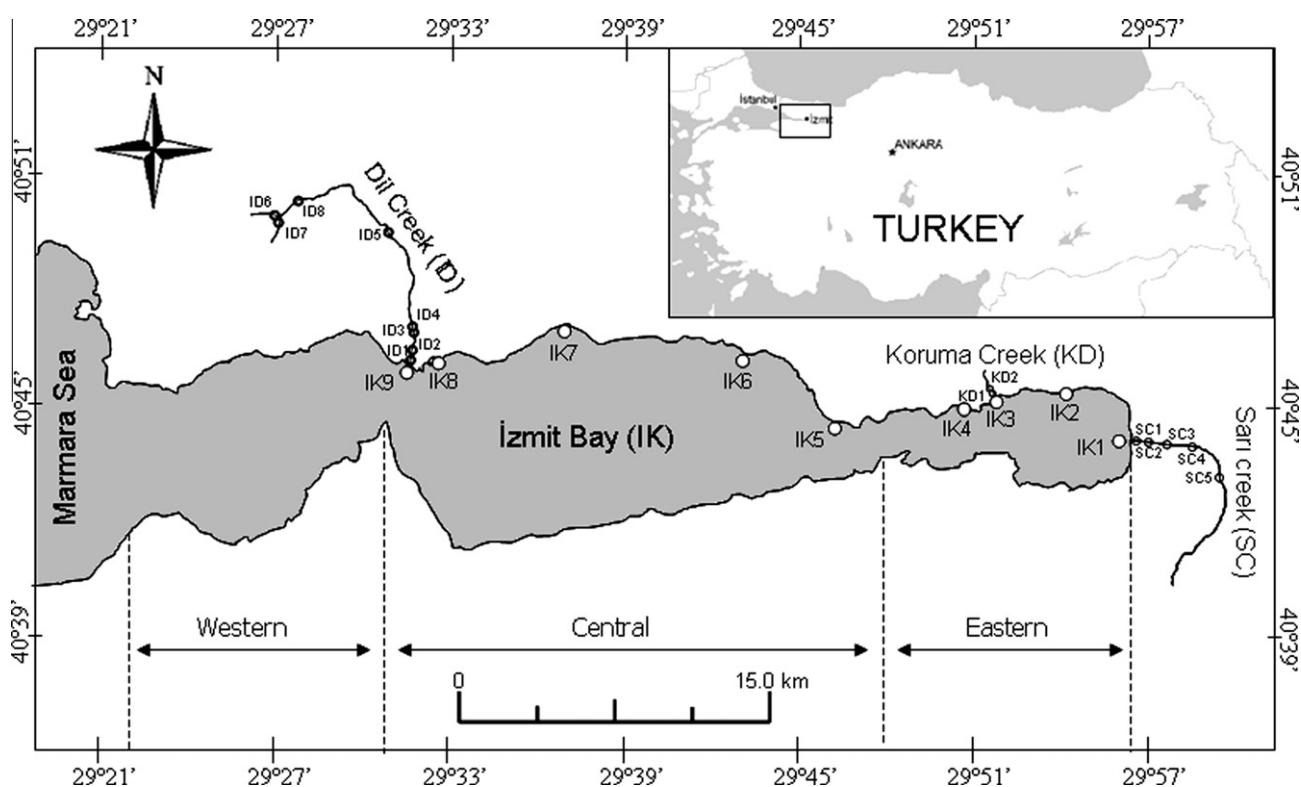 29°21’ 29°27’ 29°33’ 29°39’ 29°45’ 29°51’ 29°57’
N
İstanbul
İzmit
ANKARA
TURKEY
40°51’
40°51’
ID6
ID8
ID7
ID5
Dil Creek (ID)
ID4
ID3
ID2
ID1
IK9
IK8
IK7
IK6
IK5
Koruma Creek (KD)
KD2
KD1
IK4
IK3
IK2
IK1
SC1
SC2
SC3
SC4
SC5
Sarı creek (SC)
40°45’
40°45’
Marmara Sea
İzmit Bay (IK)
40°39’
40°39’
Western
Central
Eastern
0
15.0 km
29°21’ 29°27’ 29°33’ 29°39’ 29°45’ 29°51’ 29°57’